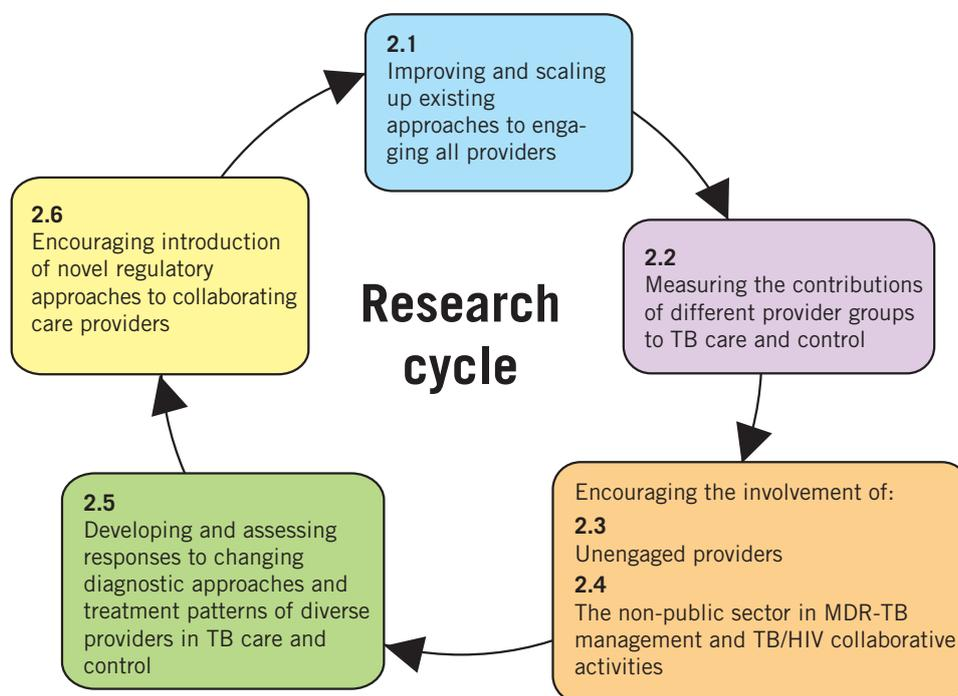 2.1
Improving and scaling
up existing
approaches to enga-
ging all providers
2.2
Measuring the contributions
of different provider groups
to TB care and control
Encouraging the involvement of:
2.3
Unengaged providers
2.4
The non-public sector in MDR-TB
management and TB/HIV collaborative
activities
2.5
Developing and assessing
responses to changing
diagnostic approaches and
treatment patterns of diverse
providers in TB care and
control
2.6
Encouraging introduction
of novel regulatory
approaches to collaborating
care providers
Research
cycle